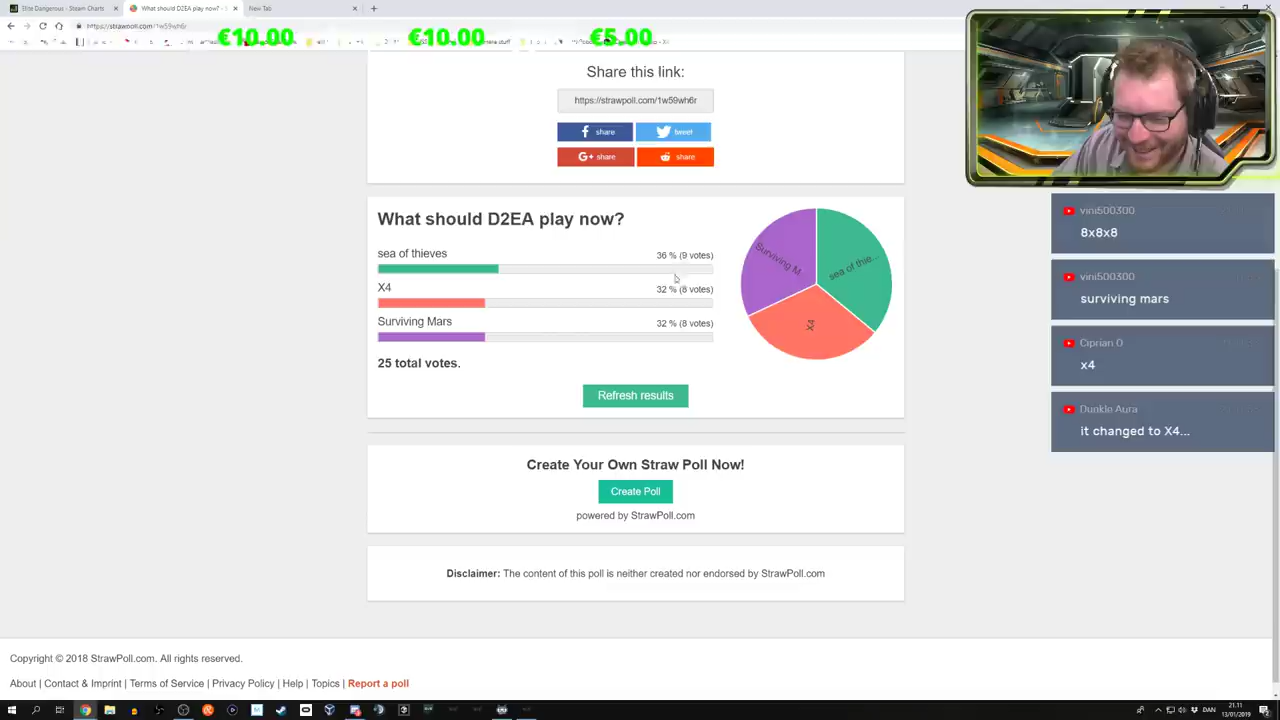 Elite Dangerous - Steam Charts
What should D2EA play now? - S
New Tab
https://strawpoll.com/1w59wh6r
€10.00
€10.00
€5.00
Share this link:
https://strawpoll.com/1w59wh6r
share
tweet
G+ share
share
What should D2EA play now?
sea of thieves
36 % (9 votes)
X4
32 % (8 votes)
Surviving Mars
32 % (8 votes)
25 total votes.
Surviving M
sea of thie...
X4
Refresh results
Create Your Own Straw Poll Now!
Create Poll
powered by StrawPoll.com
Disclaimer: The content of this poll is neither created nor endorsed by StrawPoll.com
Copyright © 2018 StrawPoll.com. All rights reserved.
About | Contact & Imprint | Terms of Service | Privacy Policy | Help | Topics | Report a poll
vini500300
8x8x8
vini500300
surviving mars
Ciprian O
x4
Dunkle Aura
it changed to X4...
DAN
21.11
13/01/2019